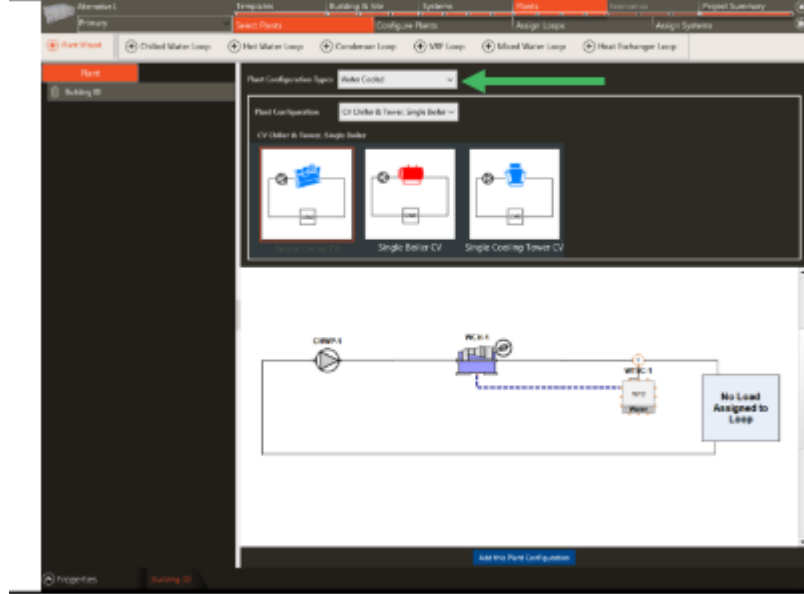 Alternative 1
Templates
Building & Site
Systems
Plants
Economics
Project Summary
Primary
Select Plants
Configure Plants
Assign Loops
Assign Systems
Plant Wizard
Chilled Water Loop
Hot Water Loop
Condenser Loop
VRF Loop
Mixed Water Loop
Heat Exchanger Loop
Plant
Plant Configuration Types
Water Cooled
Plant Configuration
CV Chiller & Tower, Single Boiler
CV Chiller & Tower, Single Boiler
Single Boiler CV
Single Cooling Tower CV
CHWP-1
WCH-1
No Load
Assigned to
Loop
Add this Plant Configuration
Properties